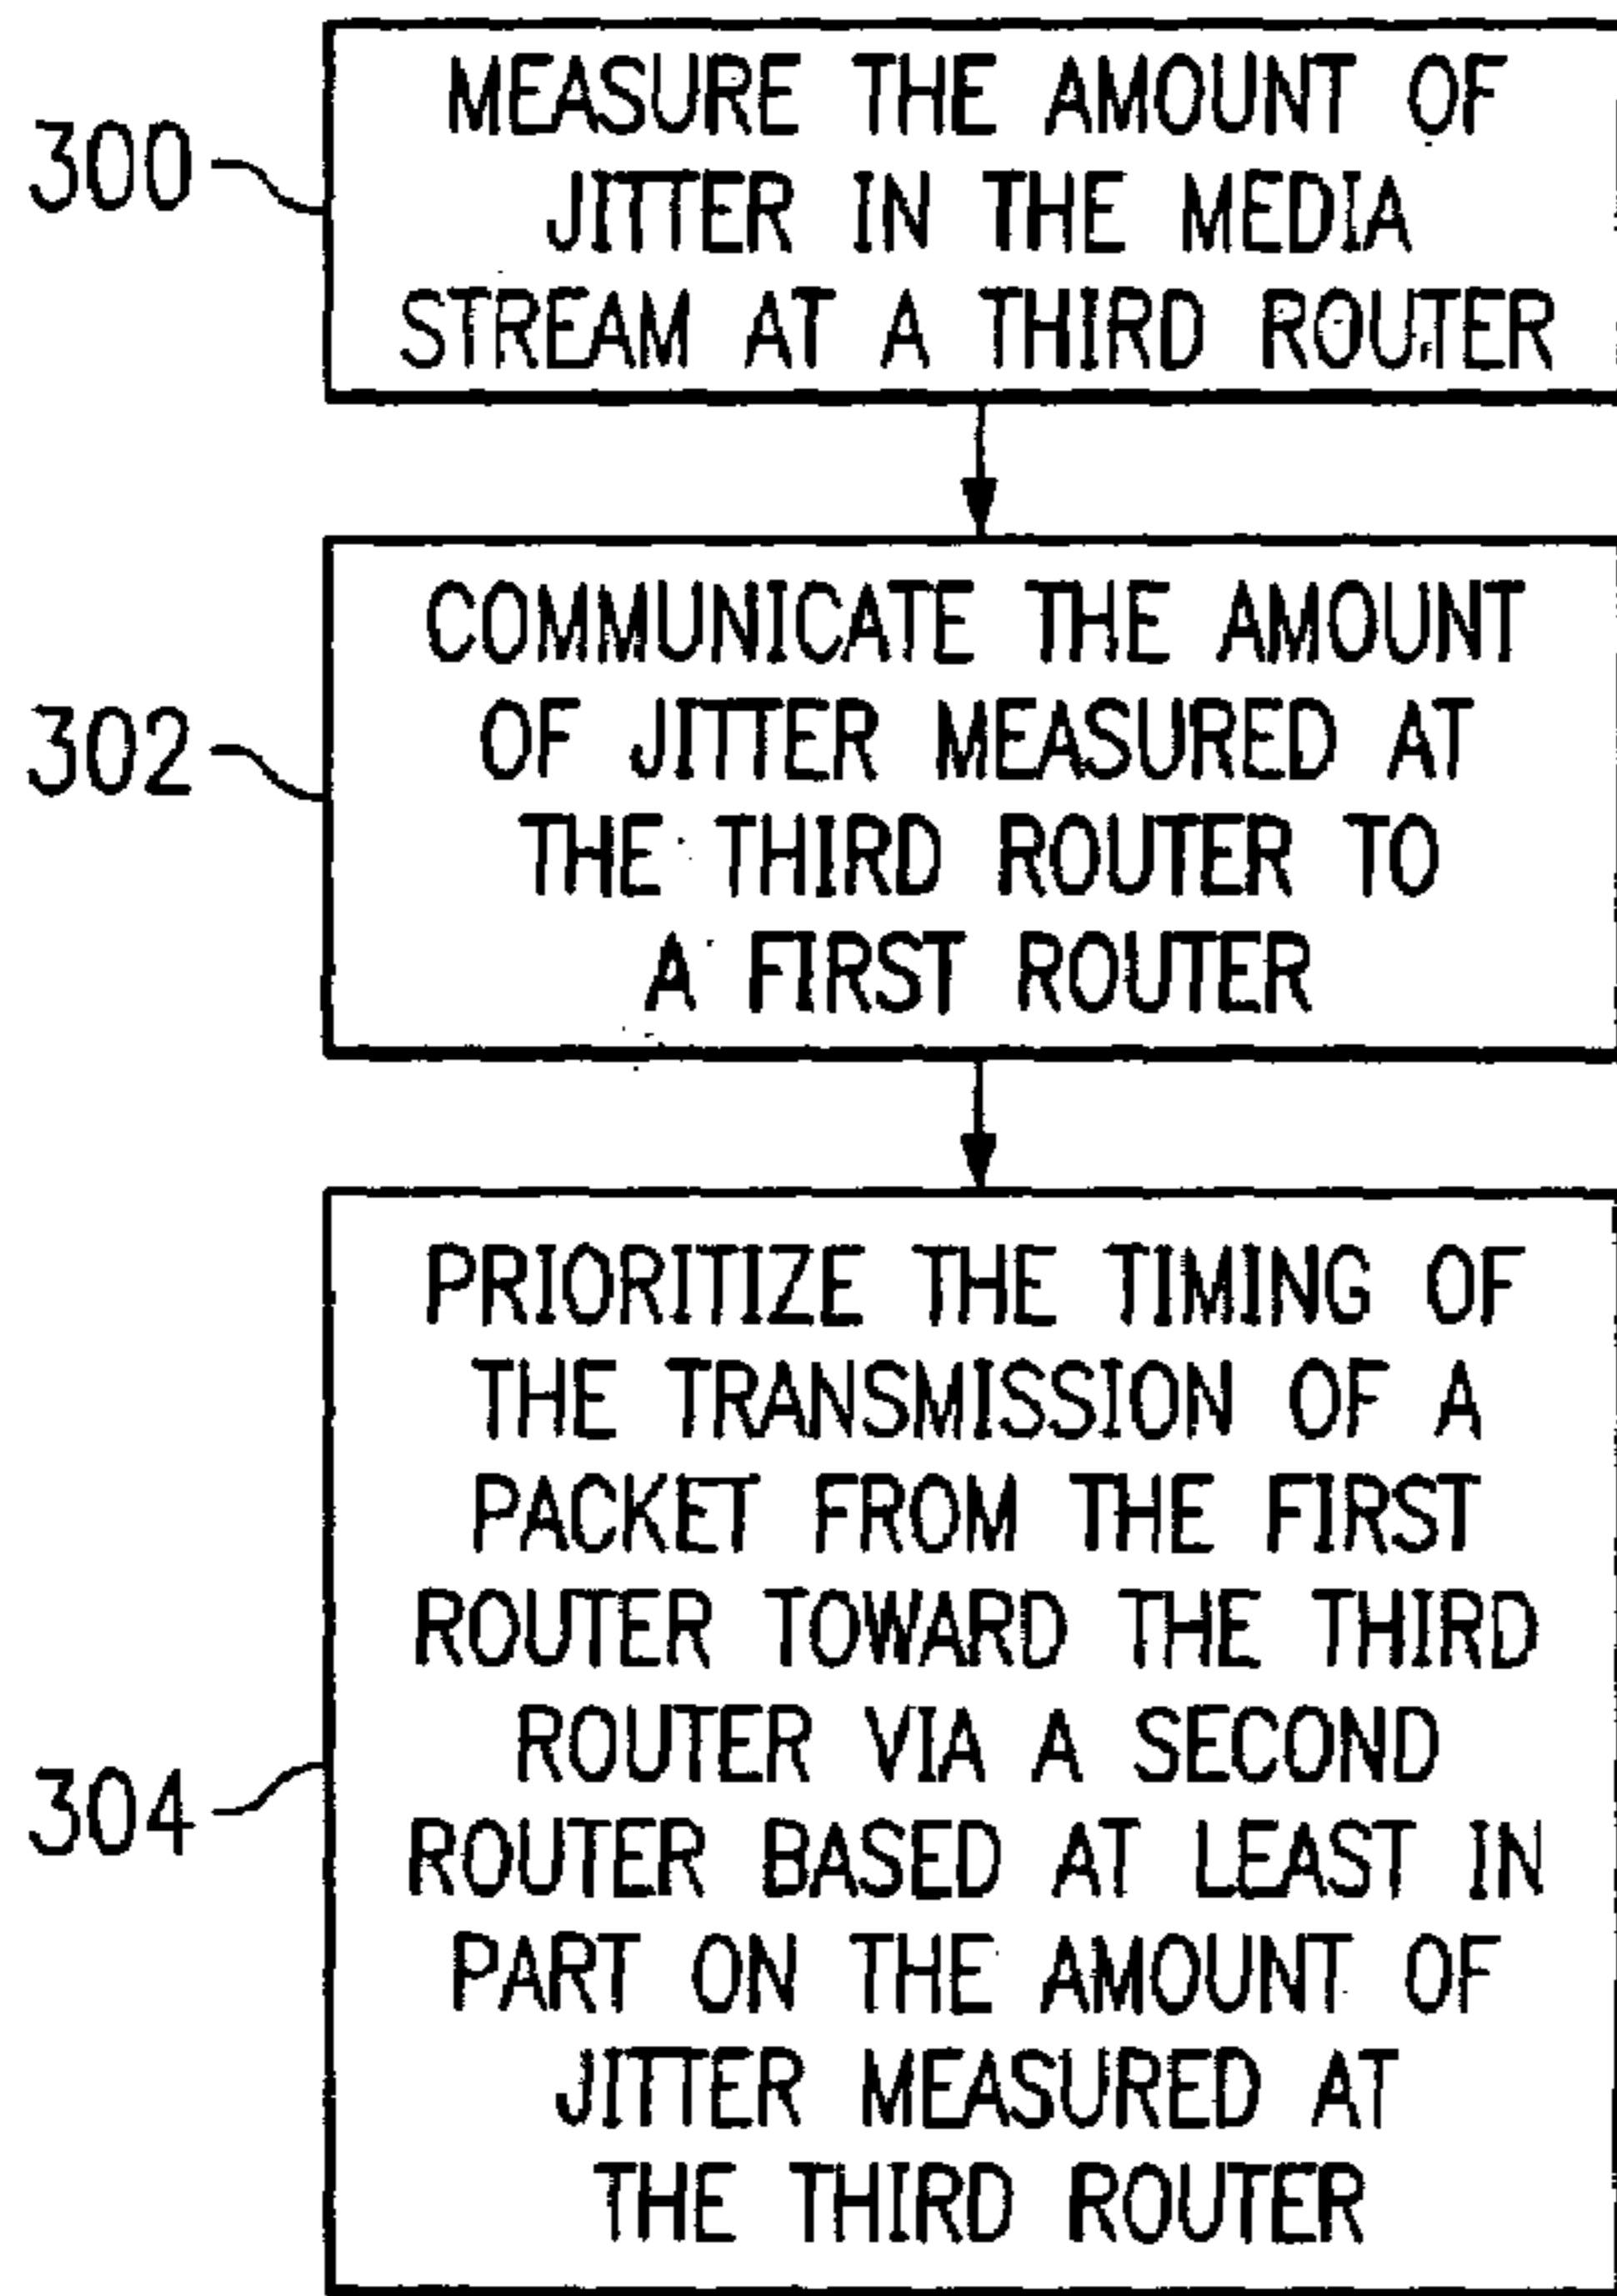 300
MEASURE THE AMOUNT OF
JITTER IN THE MEDIA
STREAM AT A THIRD ROUTER
302
COMMUNICATE THE AMOUNT
OF JITTER MEASURED AT
THE THIRD ROUTER TO
A FIRST ROUTER
304
PRIORITIZE THE TIMING OF
THE TRANSMISSION OF A
PACKET FROM THE FIRST
ROUTER TOWARD THE THIRD
ROUTER VIA A SECOND
ROUTER BASED AT LEAST IN
PART ON THE AMOUNT OF
JITTER MEASURED AT
THE THIRD ROUTER